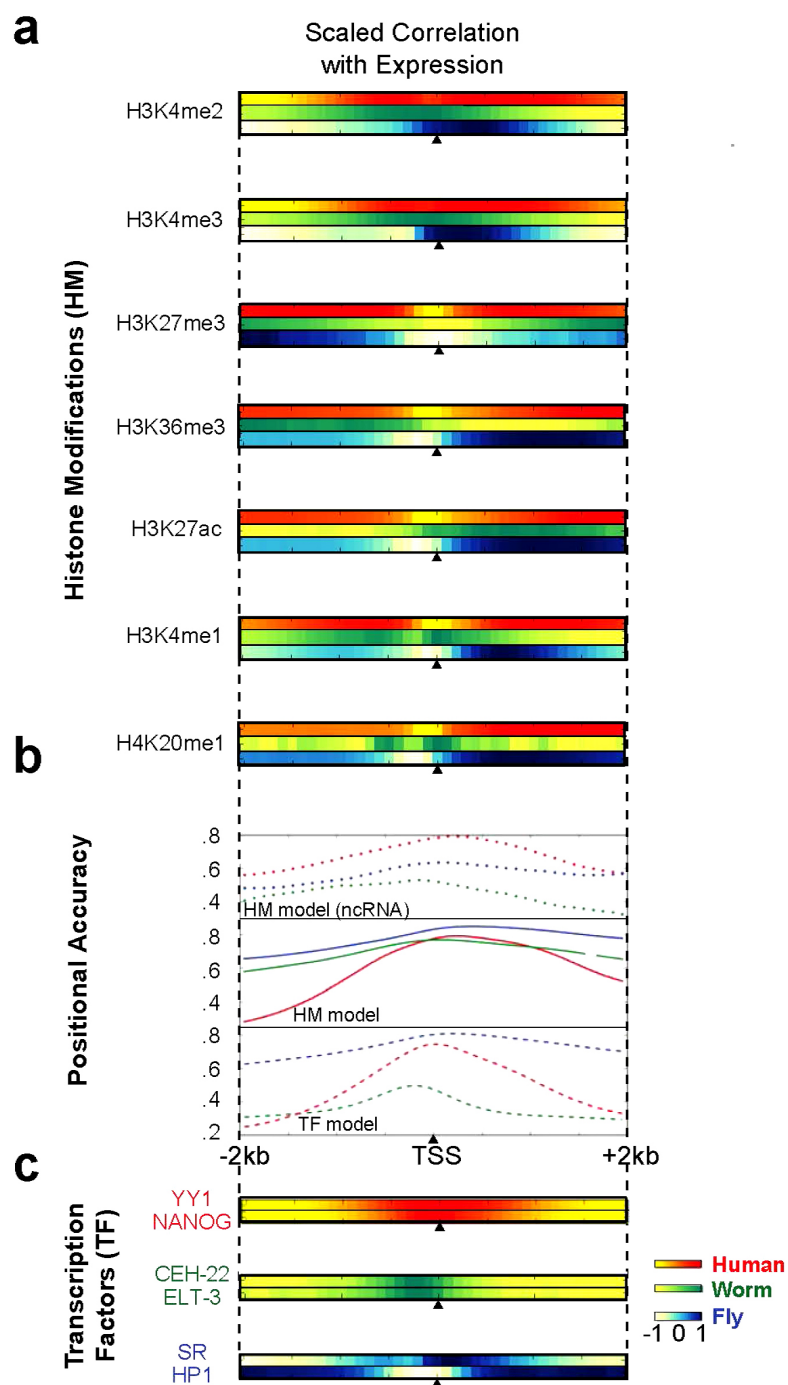 a
Scaled Correlation
with Expression
Histone Modifications (HM)
H3K4me2
H3K4me3
H3K27me3
H3K36me3
H3K27ac
H3K4me1
H4K20me1
b
Positional Accuracy
.8
.6
.4
HM model (ncRNA)
.8
.6
.4
HM model
.8
.6
.4
.2
TF model
-2kb
TSS
+2kb
c
Transcription
Factors (TF)
YY1
NANOG
CEH-22
ELT-3
SR
HP1
Human
Worm
Fly
-1 0 1